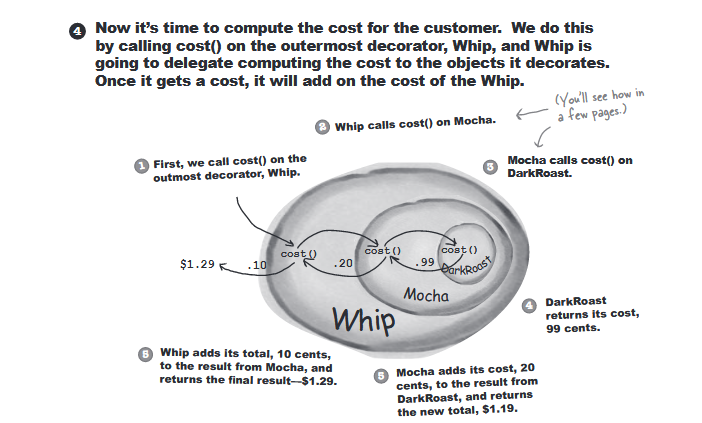 4 Now it's time to compute the cost for the customer. We do this
by calling cost() on the outermost decorator, Whip, and Whip is
going to delegate computing the cost to the objects it decorates.
Once it gets a cost, it will add on the cost of the Whip.
(You'll see how in
a few pages.)
2 Whip calls cost() on Mocha.
1 First, we call cost() on the
outmost decorator, Whip.
3 Mocha calls cost() on
DarkRoast.
$1.29 .10 cost() .20 cost() .99 cost()
DarkRoast
Mocha
Whip
4 DarkRoast
returns its cost,
99 cents.
6 Whip adds its total, 10 cents,
to the result from Mocha, and
returns the final result—$1.29.
5 Mocha adds its cost, 20
cents, to the result from
DarkRoast, and returns
the new total, $1.19.